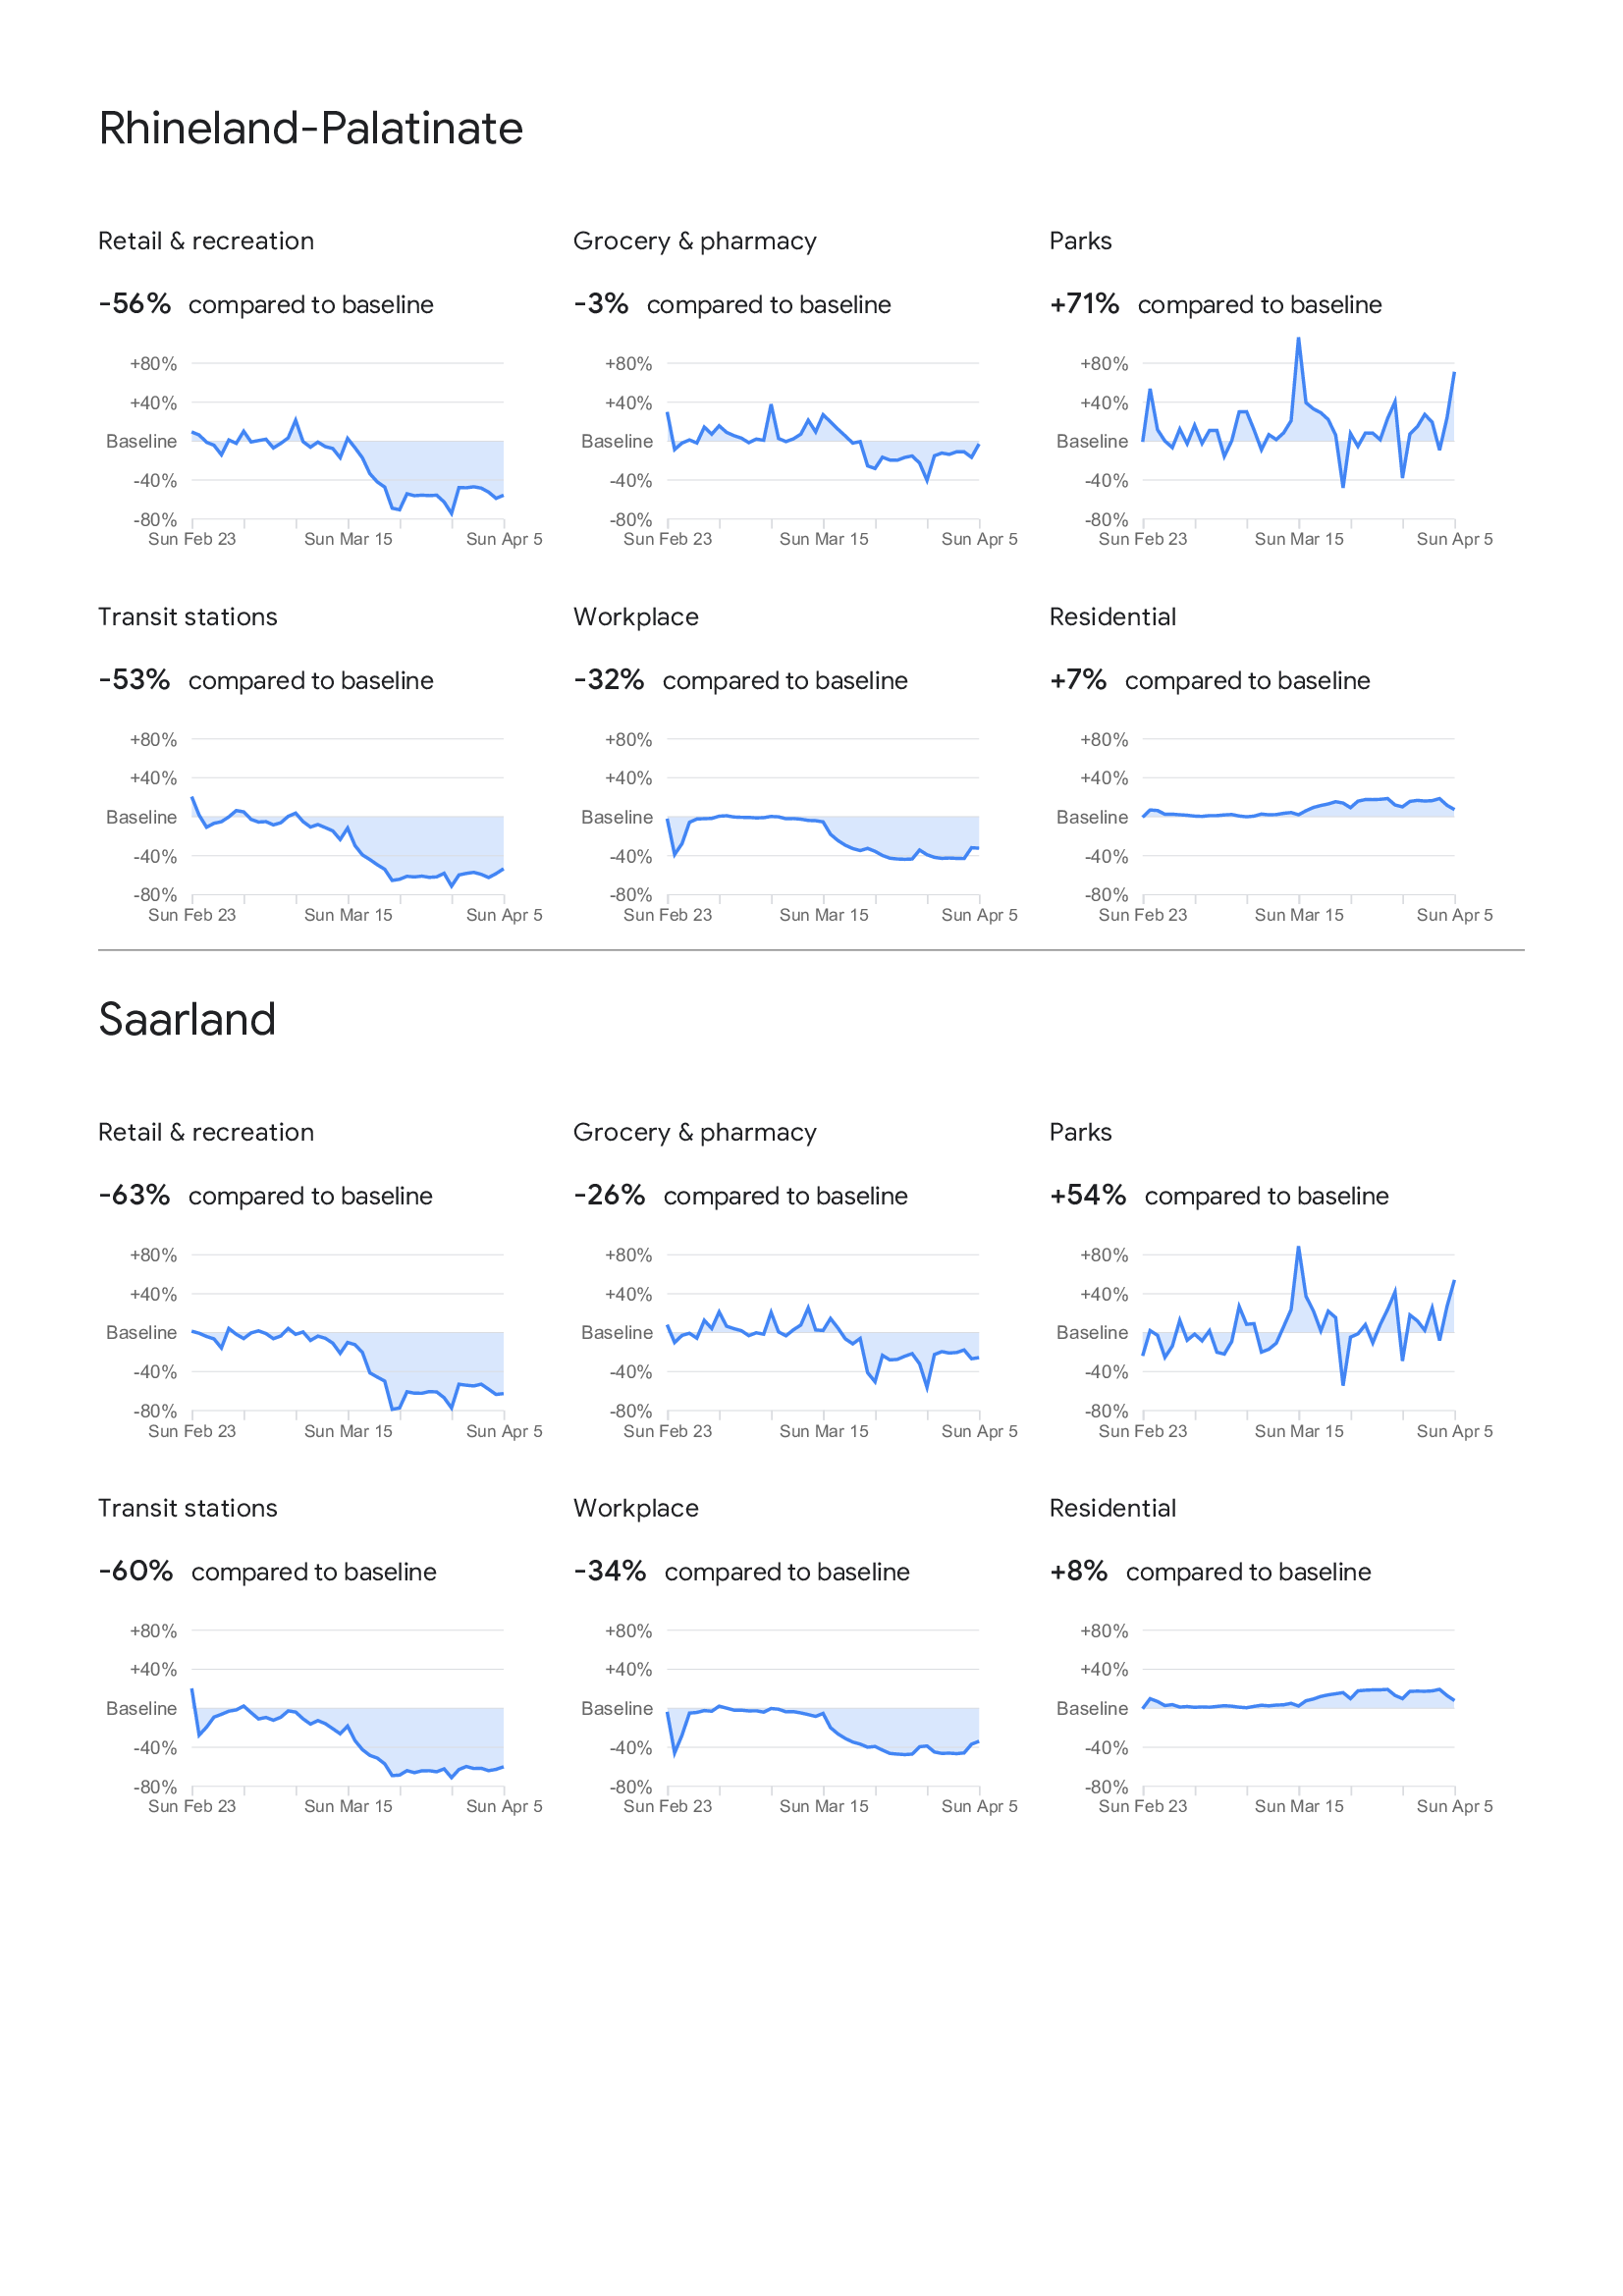 Rhineland-Palatinate
Retail & recreation
-56% compared to baseline
+80%
+40%
Baseline
-40%
-80%
Sun Feb 23 Sun Mar 15 Sun Apr 5
Grocery & pharmacy
-3% compared to baseline
+80%
+40%
Baseline
-40%
-80%
Sun Feb 23 Sun Mar 15 Sun Apr 5
Parks
+71% compared to baseline
+80%
+40%
Baseline
-40%
-80%
Sun Feb 23 Sun Mar 15 Sun Apr 5
Transit stations
-53% compared to baseline
+80%
+40%
Baseline
-40%
-80%
Sun Feb 23 Sun Mar 15 Sun Apr 5
Workplace
-32% compared to baseline
+80%
+40%
Baseline
-40%
-80%
Sun Feb 23 Sun Mar 15 Sun Apr 5
Residential
+7% compared to baseline
+80%
+40%
Baseline
-40%
-80%
Sun Feb 23 Sun Mar 15 Sun Apr 5
Saarland
Retail & recreation
-63% compared to baseline
+80%
+40%
Baseline
-40%
-80%
Sun Feb 23 Sun Mar 15 Sun Apr 5
Grocery & pharmacy
-26% compared to baseline
+80%
+40%
Baseline
-40%
-80%
Sun Feb 23 Sun Mar 15 Sun Apr 5
Parks
+54% compared to baseline
+80%
+40%
Baseline
-40%
-80%
Sun Feb 23 Sun Mar 15 Sun Apr 5
Transit stations
-60% compared to baseline
+80%
+40%
Baseline
-40%
-80%
Sun Feb 23 Sun Mar 15 Sun Apr 5
Workplace
-34% compared to baseline
+80%
+40%
Baseline
-40%
-80%
Sun Feb 23 Sun Mar 15 Sun Apr 5
Residential
+8% compared to baseline
+80%
+40%
Baseline
-40%
-80%
Sun Feb 23 Sun Mar 15 Sun Apr 5